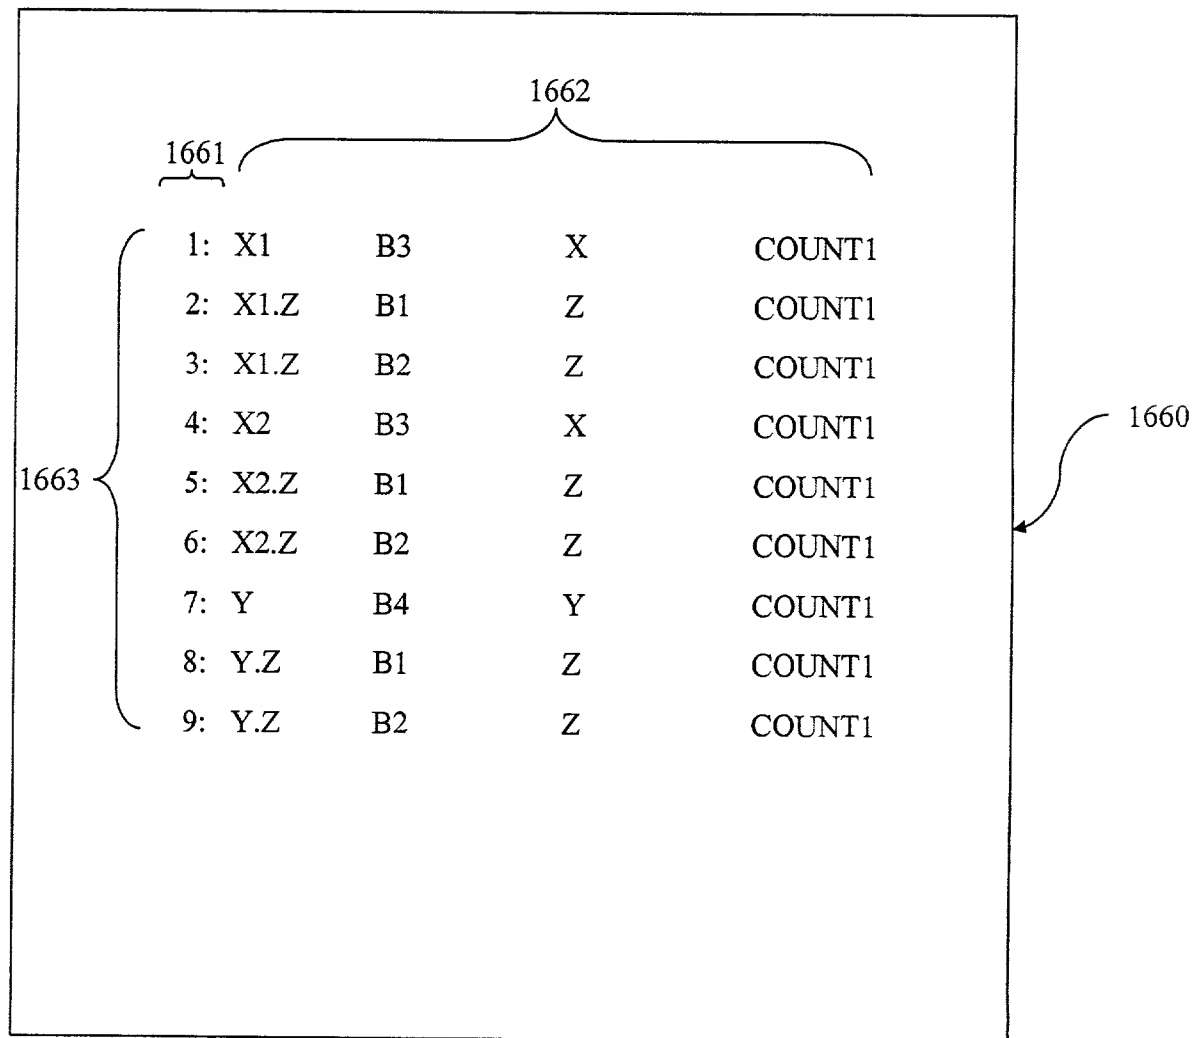 1662
1661
1: X1 B3 X COUNT1
2: X1.Z B1 Z COUNT1
3: X1.Z B2 Z COUNT1
4: X2 B3 X COUNT1
1660
1663
5: X2.Z B1 Z COUNT1
6: X2.Z B2 Z COUNT1
7: Y B4 Y COUNT1
8: Y.Z B1 Z COUNT1
9: Y.Z B2 Z COUNT1